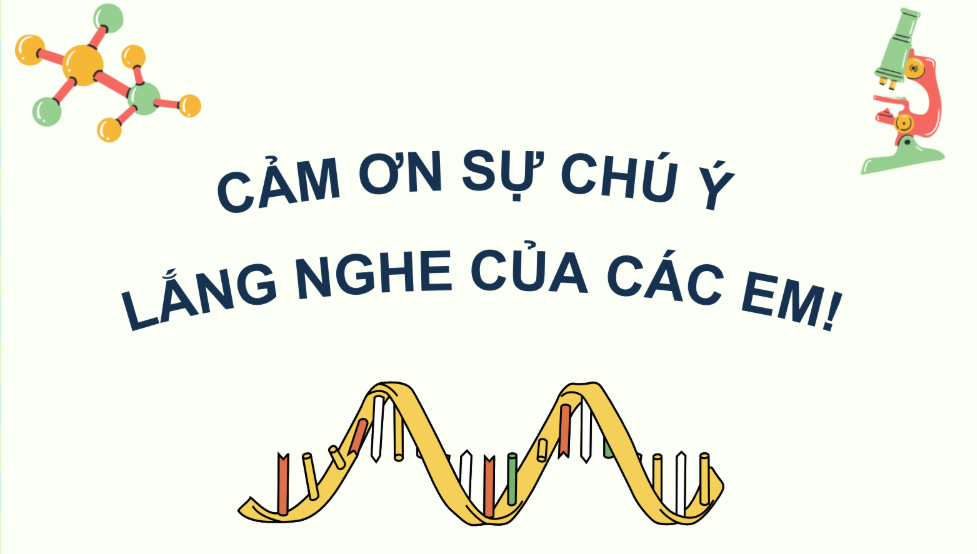 CẢM ƠN SỰ CHÚ Ý
LẮNG NGHE CỦA CÁC EM!